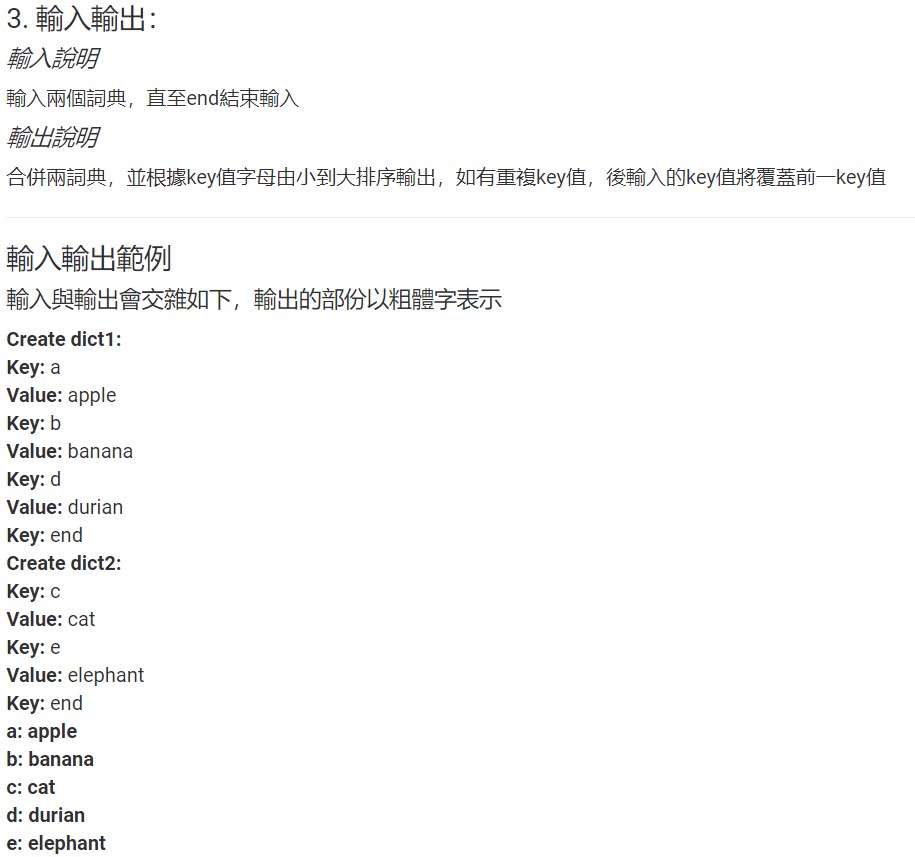 3. 輸入輸出：
輸入說明
輸入兩個詞典，直至end結束輸入
輸出說明
合併兩詞典，並根據key值字母由小到大排序輸出，如有重複key值，後輸入的key值將覆蓋前一key值
輸入輸出範例
輸入與輸出會交雜如下，輸出的部份以粗體字表示
Create dict1:
Key: a
Value: apple
Key: b
Value: banana
Key: d
Value: durian
Key: end
Create dict2:
Key: c
Value: cat
Key: e
Value: elephant
Key: end
a: apple
b: banana
c: cat
d: durian
e: elephant